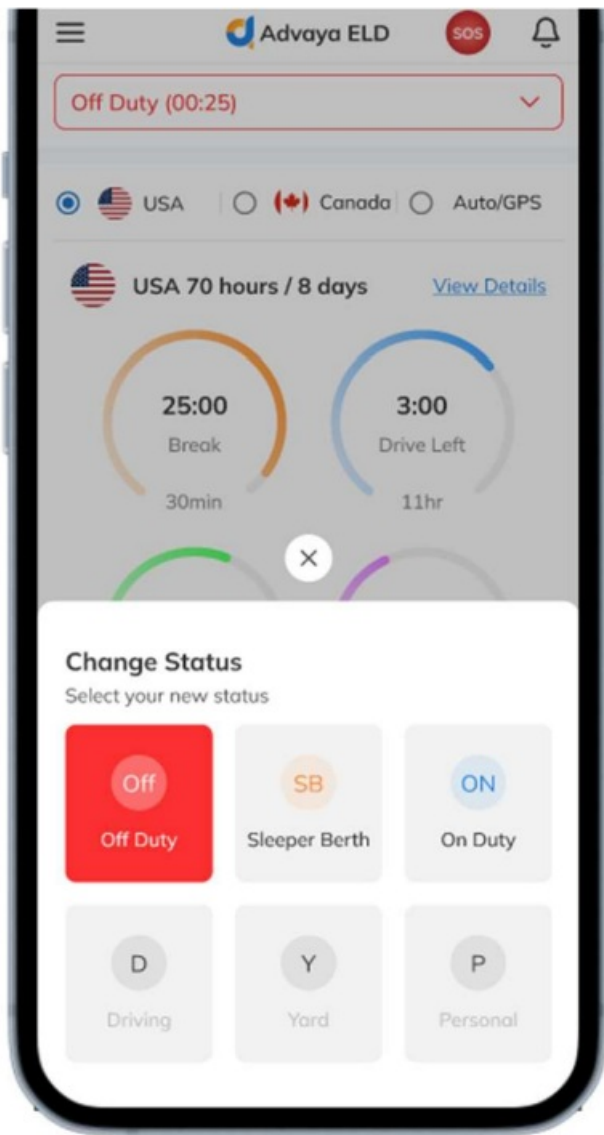 Advaya ELD
SOS
Off Duty (00:25)
USA
Canada
Auto/GPS
USA 70 hours / 8 days
View Details
25:00
Break
30min
3:00
Drive Left
11hr
Change Status
Select your new status
Off
Off Duty
SB
Sleeper Berth
ON
On Duty
D
Driving
Y
Yard
P
Personal